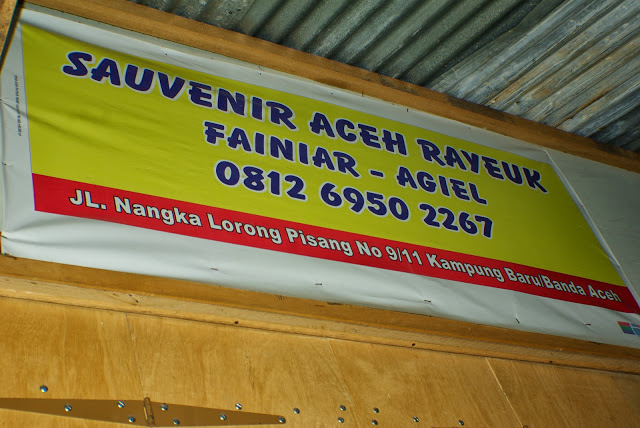 SAUVENIR ACEH RAYEUK
FAINIAR - AGIEL
0812 6950 2267
JL. Nangka Lorong Pisang No 9/11 Kampung Baru/Banda Aceh